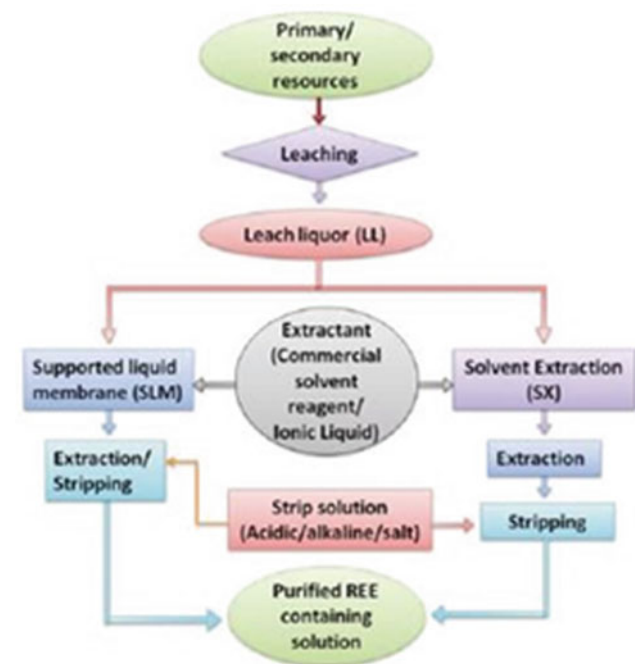 Primary/
secondary
resources
Leaching
Leach liquor (LL)
Extractant
(Commercial
solvent
reagent/
Ionic Liquid)
Supported liquid
membrane (SLM)
Solvent Extraction
(SX)
Extraction/
Stripping
Extraction
Strip solution
(Acidic/alkaline/salt)
Stripping
Purified REE
containing
solution